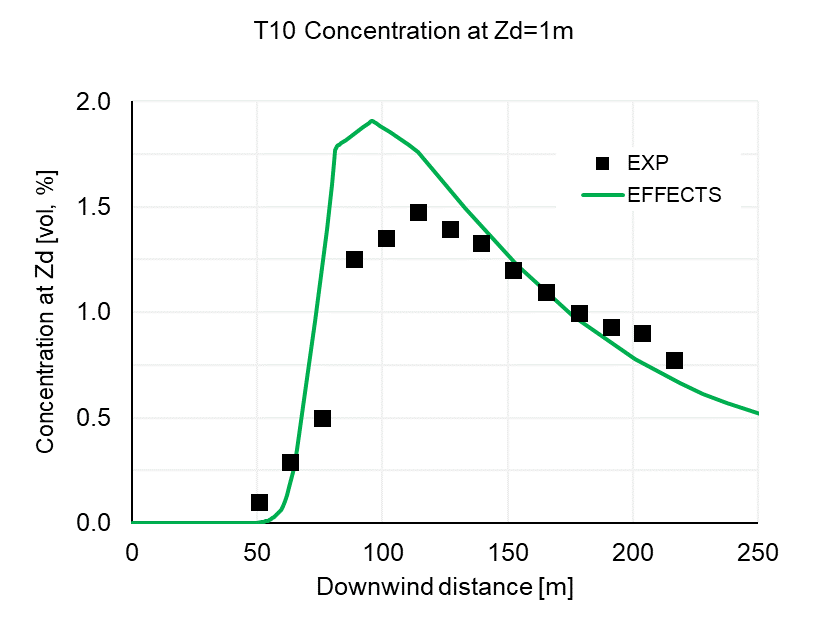 T10 Concentration at Zd=1m
2.0
1.5
1.0
0.5
0.0
Concentration at Zd [vol, %]
EXP
EFFECTS
0 50 100 150 200 250
Downwind distance [m]